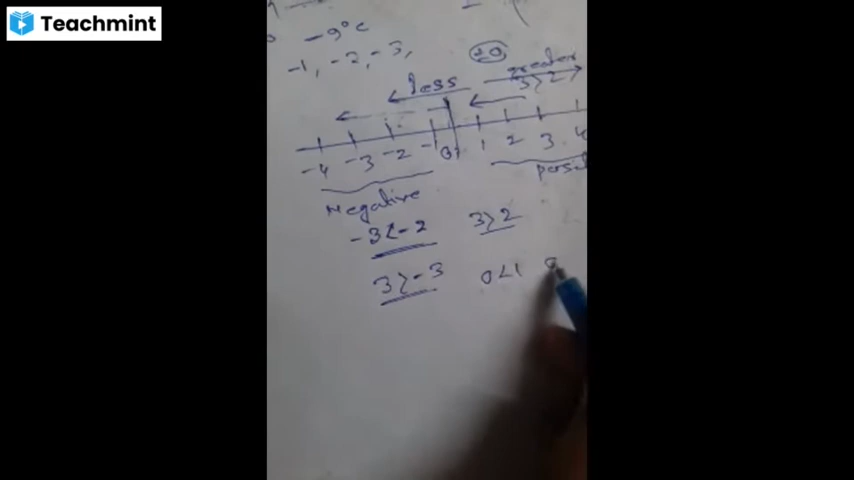 Teachmint
-9°c
-1, -2, -3,
20
less
greater
3>2
-4 -3 -2 -1 0 1 2 3 4
Negative
-3<-2 3>2
3>-3 0<1